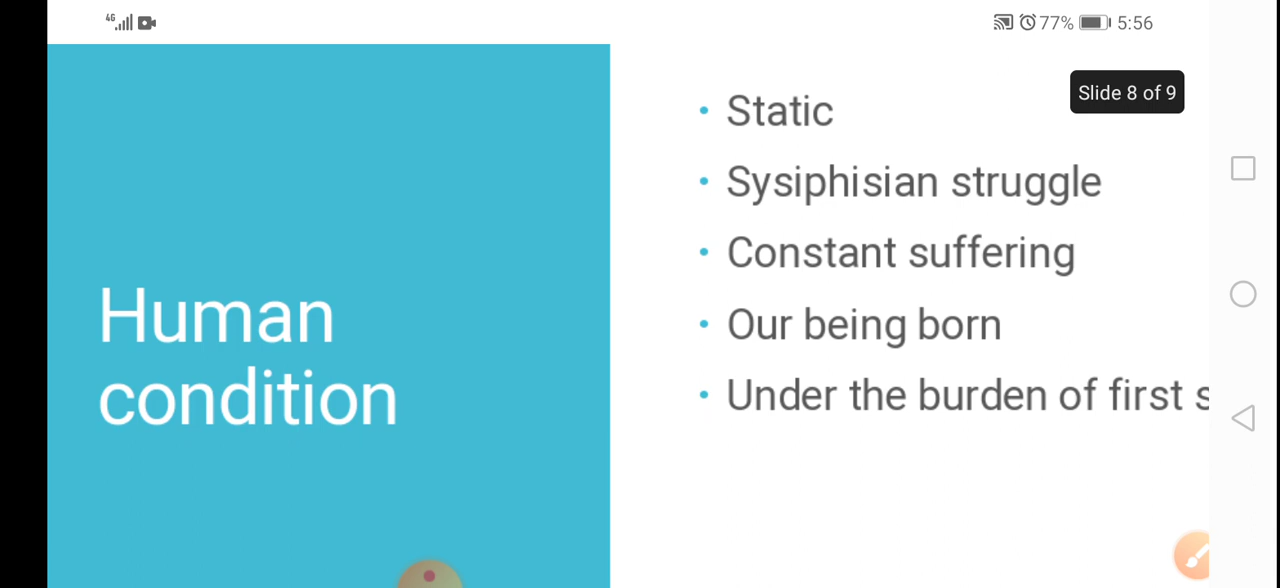 4G
77%
5:56
Slide 8 of 9
Human
condition
Static
Sysiphisian struggle
Constant suffering
Our being born
Under the burden of first s